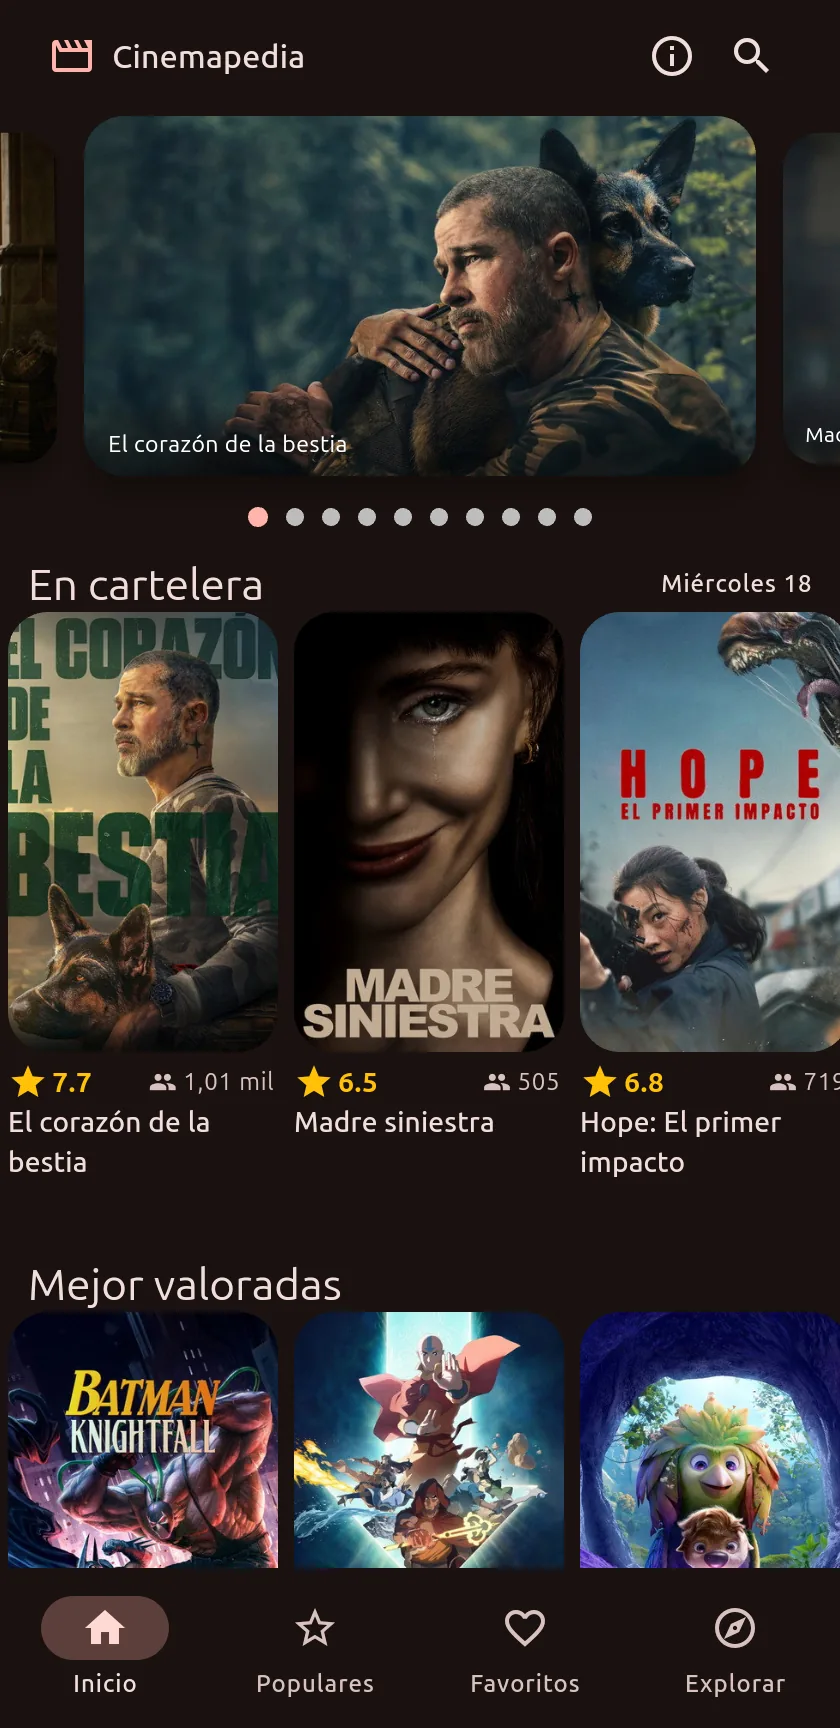 Cinemapedia
El corazón de la bestia
Mad
En cartelera
Miércoles 18
EL CORAZÓN
DE
LA
BESTIA
MADRE
SINIESTRA
HOPE
EL PRIMER IMPACTO
7.7
1,01 mil
6.5
505
6.8
719
El corazón de la
bestia
Madre siniestra
Hope: El primer
impacto
Mejor valoradas
BATMAN
KNIGHTFALL
Inicio
Populares
Favoritos
Explorar